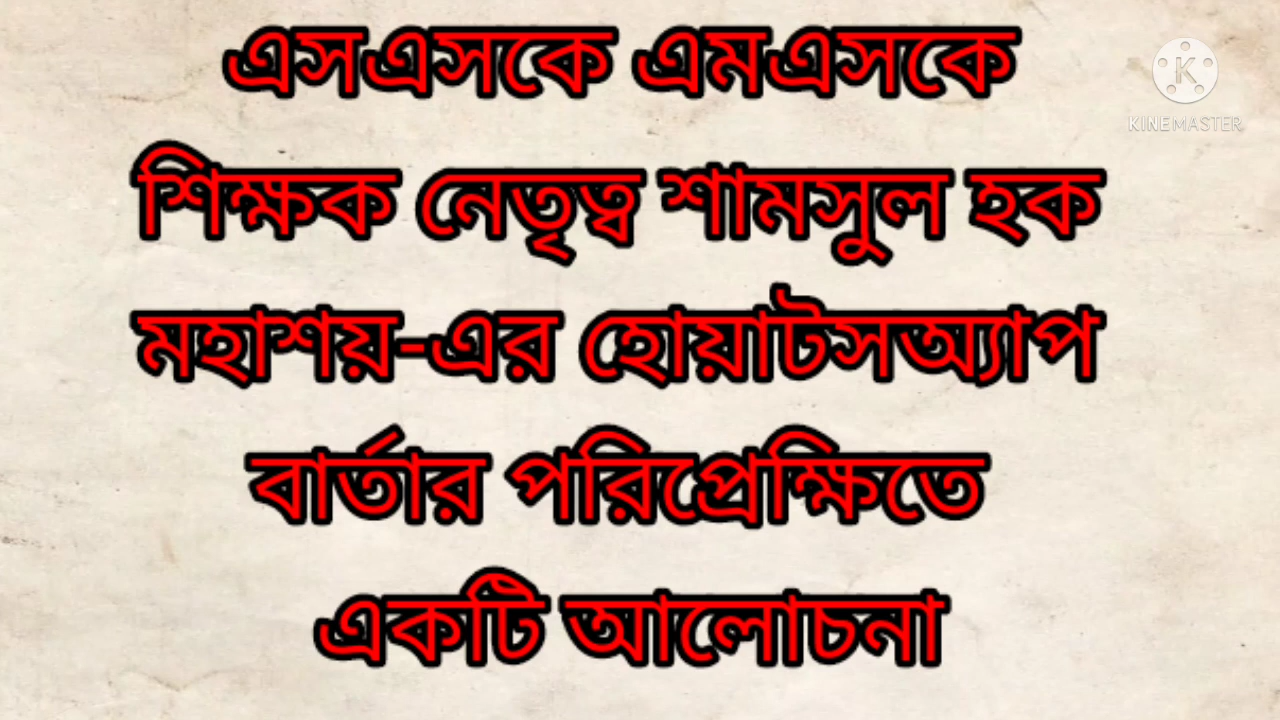 এসএসকে এমএসকে
KINEMASTER
শিক্ষক নেতৃত্ব শামসুল হক
মহাশয়-এর হোয়াটসঅ্যাপ
বার্তার পরিপ্রেক্ষিতে
একটি আলোচনা